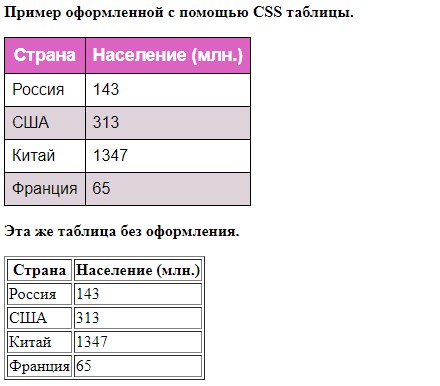 Пример оформленной с помощью CSS таблицы.
Страна Население (млн.)
Россия 143
США 313
Китай 1347
Франция 65
Эта же таблица без оформления.
Страна Население (млн.)
Россия 143
США 313
Китай 1347
Франция 65